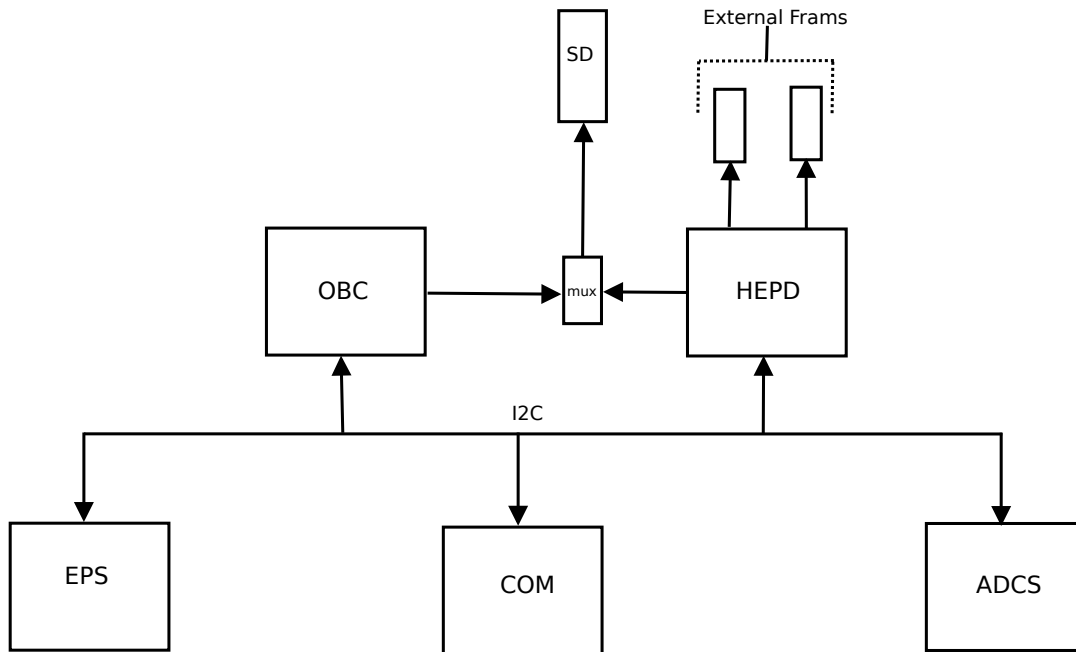 External Frams
SD
OBC
mux
HEPD
I2C
EPS
COM
ADCS